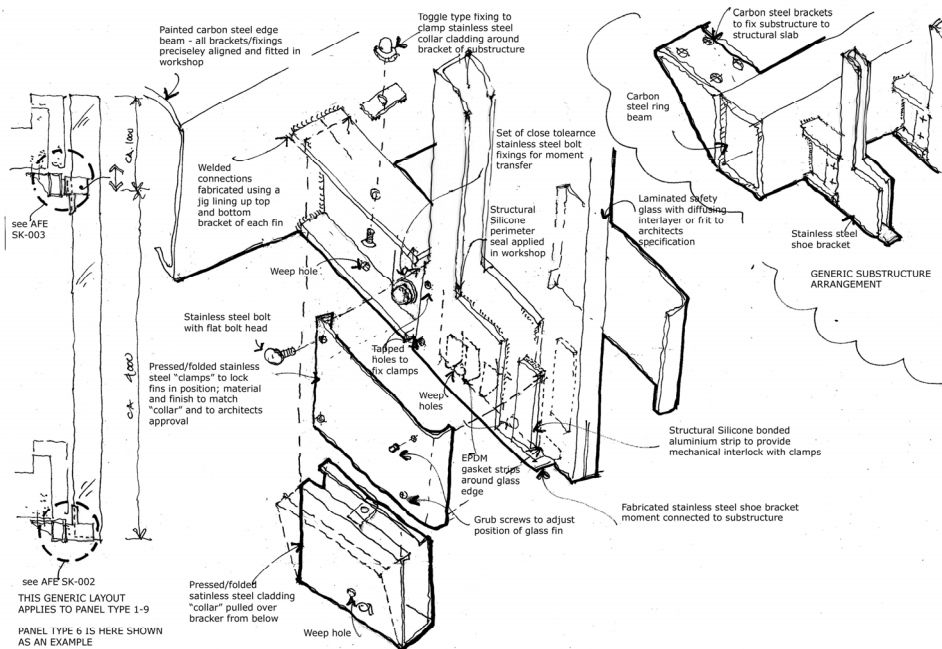 Painted carbon steel edge
beam - all brackets/fixings
preciseley aligned and fitted in
workshop
Toggle type fixing to
clamp stainless steel
collar cladding around
bracket of substructure
Carbon steel brackets
to fix substructure to
structural slab
Carbon
steel ring
beam
Welded
connections
fabricated using a
jig lining up top
and bottom
bracket of each fin
Set of close tolearnce
stainless steel bolt
fixings for moment
transfer
Structural
Silicone
perimeter
seal applied
in workshop
Laminated safety
glass with diffusing
interlayer or frit to
architects
specification
Stainless steel
shoe bracket
GENERIC SUBSTRUCTURE
ARRANGEMENT
CA 1000
see AFE
SK-003
Weep hole
Stainless steel bolt
with flat bolt head
Tapped
holes to
fix clamps
Pressed/folded stainless
steel "clamps" to lock
fins in position; material
and finish to match
"collar" and to architects
approval
Weep
holes
CA 4000
EPDM
gasket strips
around glass
edge
Structural Silicone bonded
aluminium strip to provide
mechanical interlock with clamps
Grub screws to adjust
position of glass fin
Fabricated stainless steel shoe bracket
moment connected to substructure
see AFE SK-002
THIS GENERIC LAYOUT
APPLIES TO PANEL TYPE 1-9
PANEL TYPE 6 IS HERE SHOWN
AS AN EXAMPLE
Pressed/folded
satinless steel cladding
"collar" pulled over
bracker from below
Weep hole